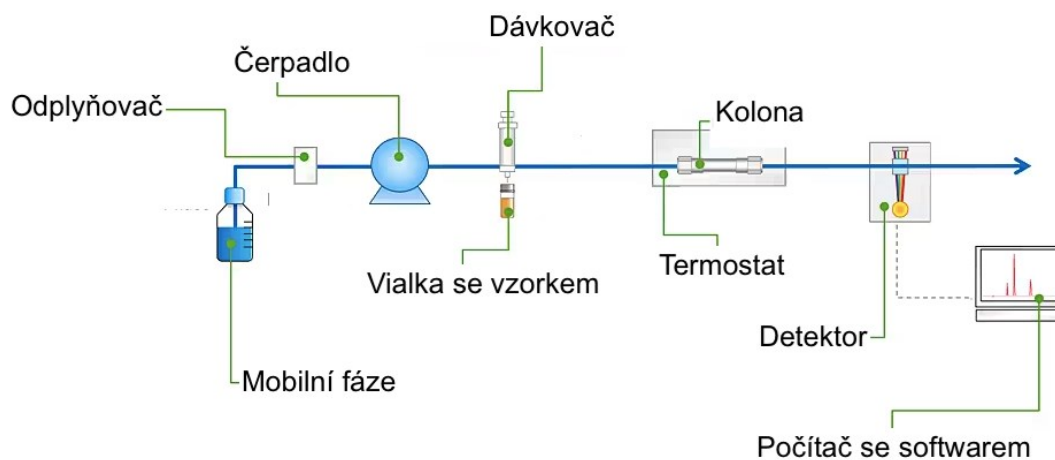 Dávkovač
Čerpadlo
Odplyňovač
Kolona
Vialka se vzorkem
Termostat
Detektor
Mobilní fáze
Počítač se softwarem